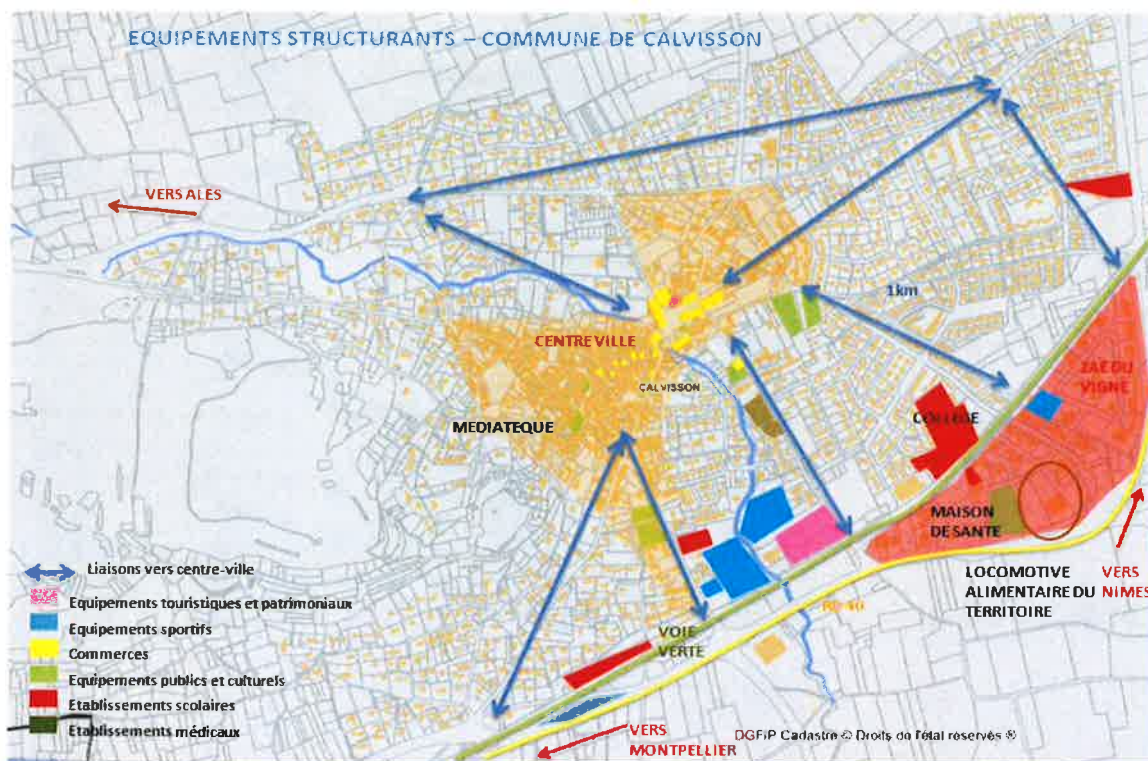 EQUIPEMENTS STRUCTURANTS – COMMUNE DE CALVISSON
VERS ALES
1km
CENTRE VILLE
CALVISSON
ZAE DU
VIGNE
COLLEGE
MEDIATEQUE
MAISON
DE SANTE
LOCOMOTIVE
ALIMENTAIRE DU
TERRITOIRE
VERS
NIMES
VOIE
VERTE
Liaisons vers centre-ville
Equipements touristiques et patrimoniaux
Equipements sportifs
Commerces
Equipements publics et culturels
Etablissements scolaires
Etablissements médicaux
VERS
MONTPELLIER
DGFiP Cadastre © Droits de l'état réservés ®